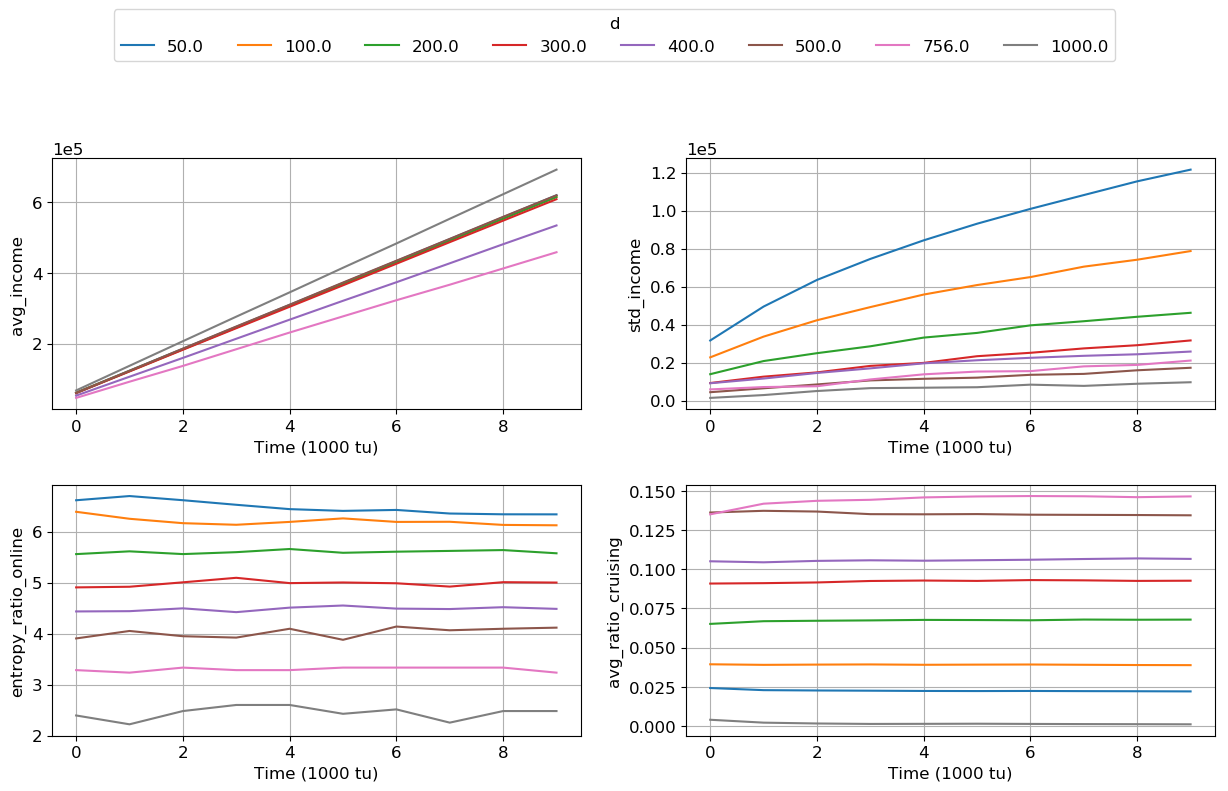 d
50.0 100.0 200.0 300.0 400.0 500.0 756.0 1000.0
1e5
avg_income
6
4
2
0 2 4 6 8
Time (1000 tu)
1e5
std_income
1.2
1.0
0.8
0.6
0.4
0.2
0.0
0 2 4 6 8
Time (1000 tu)
entropy_ratio_online
6
5
4
3
2
0 2 4 6 8
Time (1000 tu)
avg_ratio_cruising
0.150
0.125
0.100
0.075
0.050
0.025
0.000
0 2 4 6 8
Time (1000 tu)